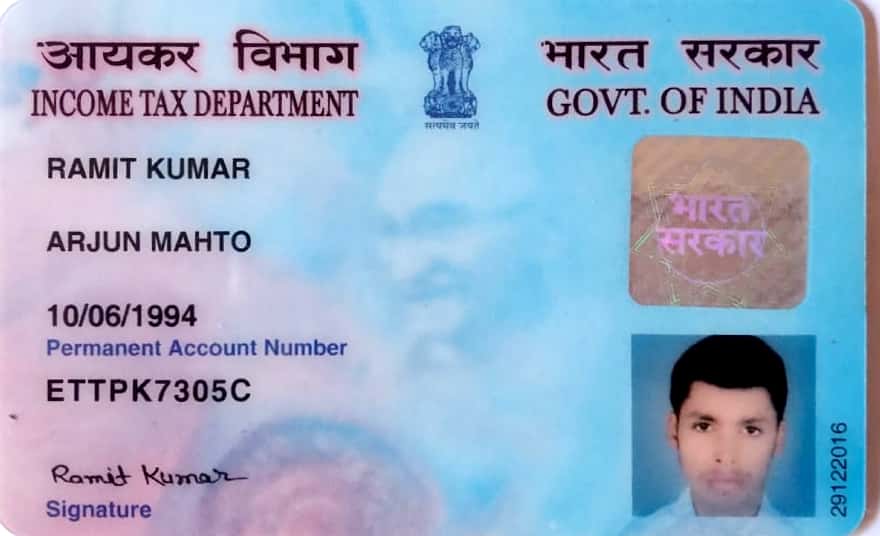 आयकर विभाग
INCOME TAX DEPARTMENT
सत्यमेव जयते
भारत सरकार
GOVT. OF INDIA
RAMIT KUMAR
ARJUN MAHTO
10/06/1994
Permanent Account Number
ETTPK7305C
Ramit Kumar
Signature
भारत
सरकार
29122016